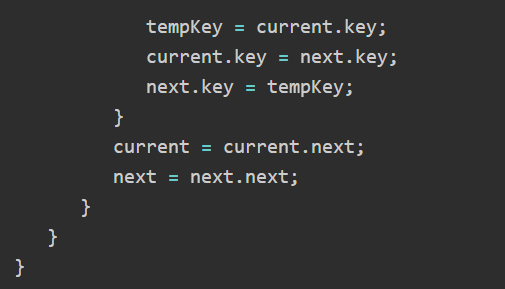 tempKey = current.key;
current.key = next.key;
next.key = tempKey;
}
current = current.next;
next = next.next;
}
}
}